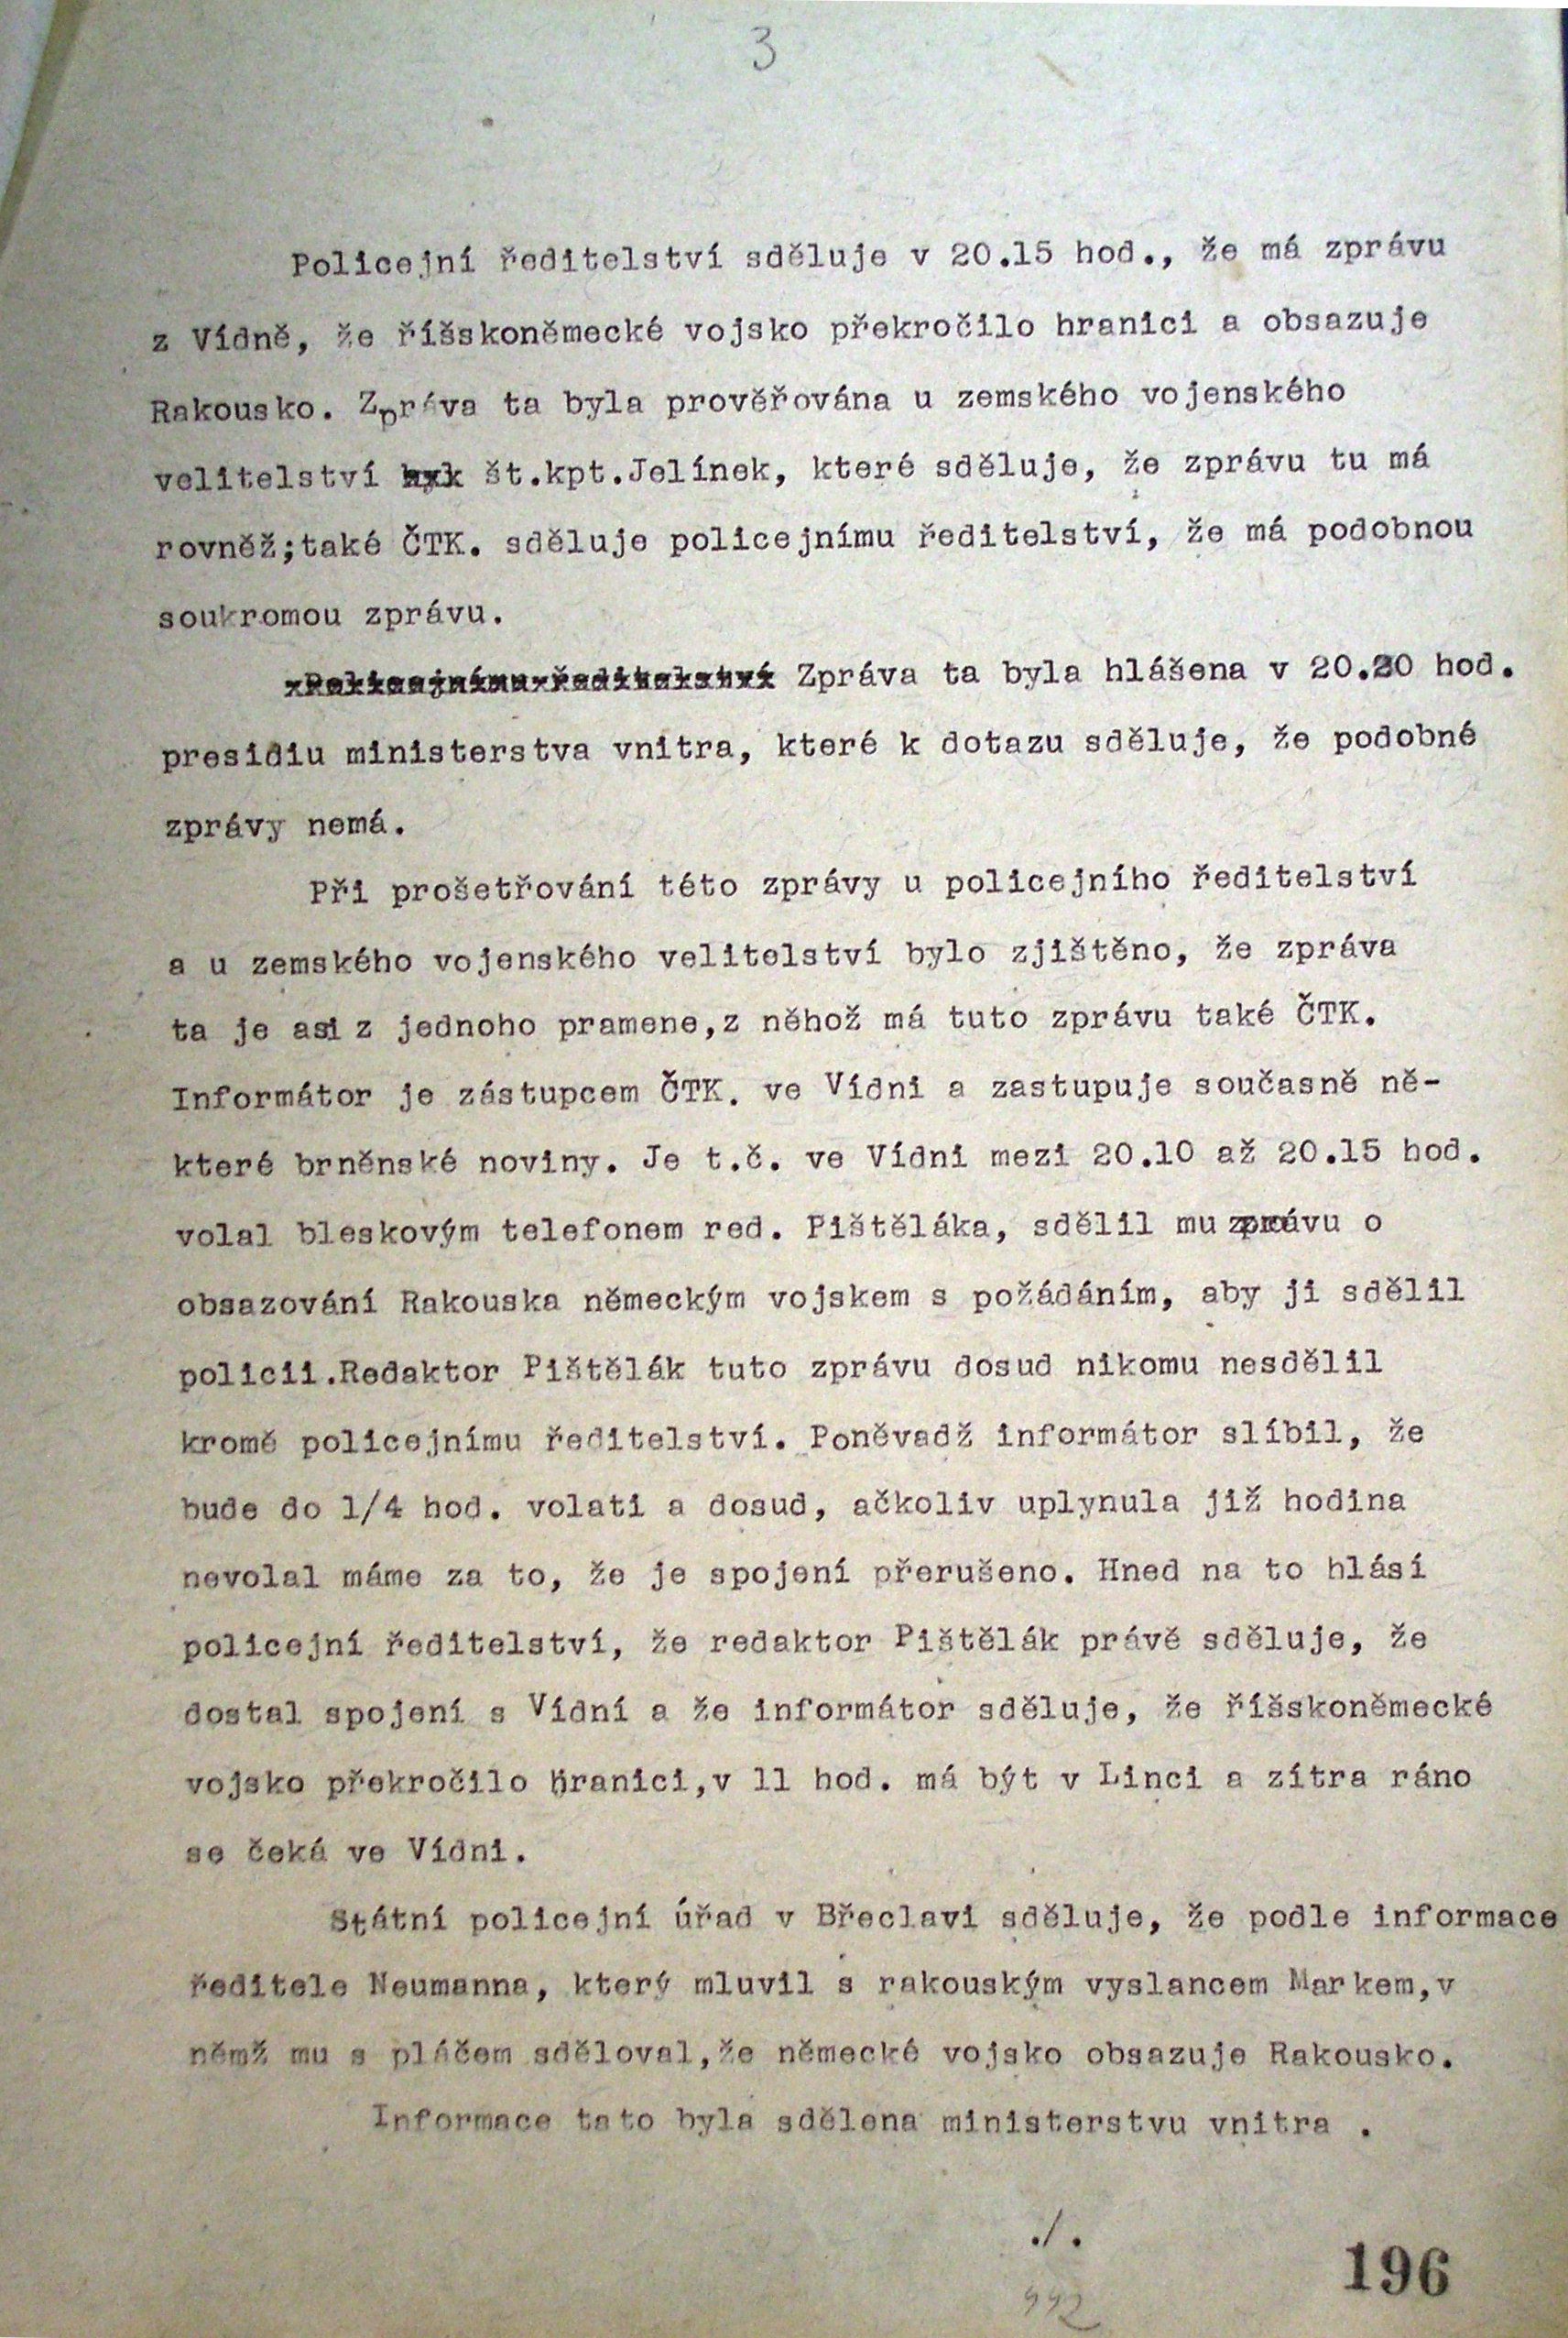 3
Policejní ředitelství sděluje v 20.15 hod., že má zprávu
z Vídně, že říšskoněmecké vojsko překročilo hranici a obsazuje
Rakousko. Zpráva ta byla prověřována u zemského vojenského
velitelství št.kpt.Jelínek, které sděluje, že zprávu tu má
rovněž;také ČTK. sděluje policejnímu ředitelství, že má podobnou
soukromou zprávu.
Policejnímu ředitelství Zpráva ta byla hlášena v 20.20 hod.
presidiu ministerstva vnitra, které k dotazu sděluje, že podobné
zprávy nemá.
Při prošetřování této zprávy u policejního ředitelství
a u zemského vojenského velitelství bylo zjištěno, že zpráva
ta je asi z jednoho pramene,z něhož má tuto zprávu také ČTK.
Informátor je zástupcem ČTK. ve Vídni a zastupuje současně ně-
které brněnské noviny. Je t.č. ve Vídni mezi 20.10 až 20.15 hod.
volal bleskovým telefonem red. Pištěláka, sdělil mu zprávu o
obsazování Rakouska německým vojskem s požádáním, aby ji sdělil
policii.Redaktor Pištělák tuto zprávu dosud nikomu nesdělil
kromě policejnímu ředitelství. Poněvadž informátor slíbil, že
bude do 1/4 hod. volati a dosud, ačkoliv uplynula již hodina
nevolal máme za to, že je spojení přerušeno. Hned na to hlásí
policejní ředitelství, že redaktor Pištělák právě sděluje, že
dostal spojení s Vídní a že informátor sděluje, že říšskoněmecké
vojsko překročilo hranici,v 11 hod. má být v Linci a zítra ráno
se čeká ve Vídni.
Státní policejní úřad v Břeclavi sděluje, že podle informace
ředitele Neumanna, který mluvil s rakouským vyslancem Markem,v
němž mu s pláčem sděloval,že německé vojsko obsazuje Rakousko.
Informace tato byla sdělena ministerstvu vnitra .
./.
196